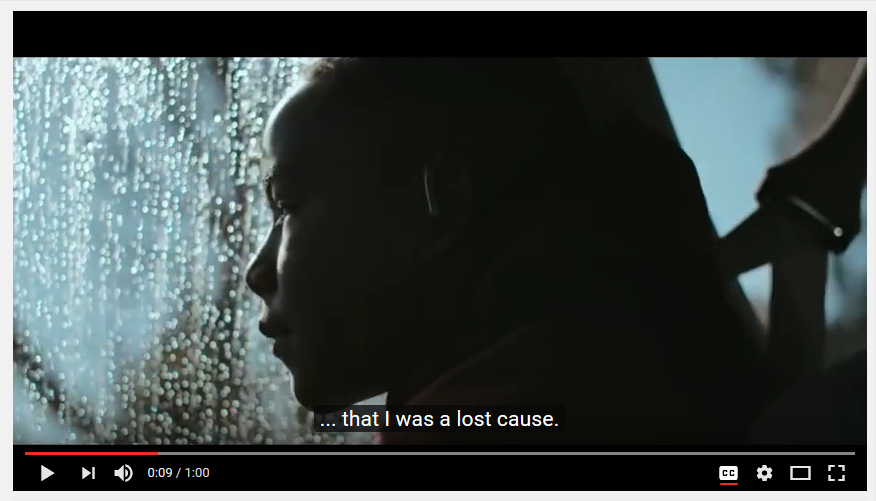 ... that I was a lost cause.
0:09 / 1:00
CC